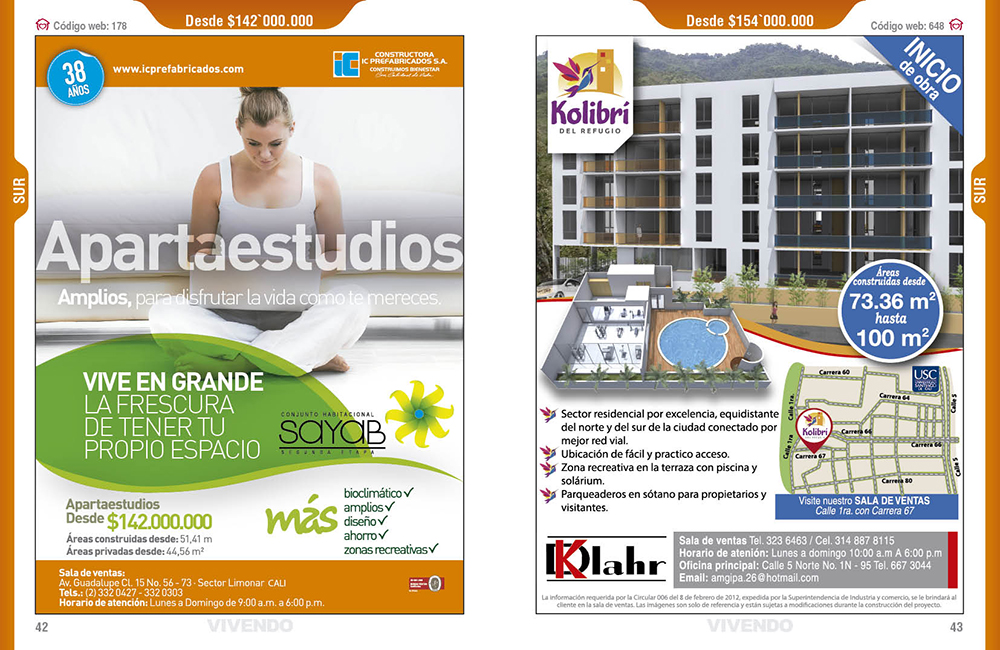 Código web: 178
Desde $142`000.000
SUR
38
AÑOS
www.icprefabricados.com
CONSTRUCTORA
IC PREFABRICADOS S.A.
CONSTRUIMOS BIENESTAR
Con Calidad de Vida.
Apartaestudios
Amplios, para disfrutar la vida como te mereces.
VIVE EN GRANDE
LA FRESCURA
DE TENER TU
PROPIO ESPACIO
CONJUNTO HABITACIONAL
SAYAB
SEGUNDA ETAPA
Apartaestudios
Desde $142.000.000
Áreas construidas desde: 51,41 m
Áreas privadas desde: 44,56 m²
más
bioclimático ✓
amplios ✓
diseño ✓
ahorro ✓
zonas recreativas ✓
Sala de ventas:
Av. Guadalupe Cl. 15 No. 56 - 73 · Sector Limonar CALI
Tels.: (2) 332 0427 - 332 0303
Horario de atención: Lunes a Domingo de 9:00 a.m. a 6:00 p.m.
42
VIVENDO
Desde $154`000.000
Código web: 648
SUR
Kolibrí
DEL REFUGIO
INICIO
de obra
Áreas
construidas desde
73.36 m²
hasta
100 m²
Sector residencial por excelencia, equidistante
del norte y del sur de la ciudad conectado por
mejor red vial.
Ubicación de fácil y practico acceso.
Zona recreativa en la terraza con piscina y
solárium.
Parqueaderos en sótano para propietarios y
visitantes.
Carrera 60
USC
UNIVERSIDAD
SANTIAGO
DE CALI
Carrera 64
Calle 1ra.
Calle 5
Kolibrí
Carrera 66
Carrera 66
Calle 1ra
Carrera 67
Calle 5
Carrera 80
Visite nuestro SALA DE VENTAS
Calle 1ra. con Carrera 67
Klahr
Sala de ventas Tel. 323 6463 / Cel. 314 887 8115
Horario de atenión: Lunes a domingo 10:00 a.m A 6:00 p.m
Oficina principal: Calle 5 Norte No. 1N - 95 Tel. 667 3044
Email: amgipa.26@hotmail.com
La información requerida por la Circular 006 del 8 de febrero de 2012, expedida por la Superintendencia de Industria y comercio, se le brindará al
cliente en la sala de ventas. Las imágenes son solo de referencia y están sujetas a modificaciones durante la construcción del proyecto.
VIVENDO
43